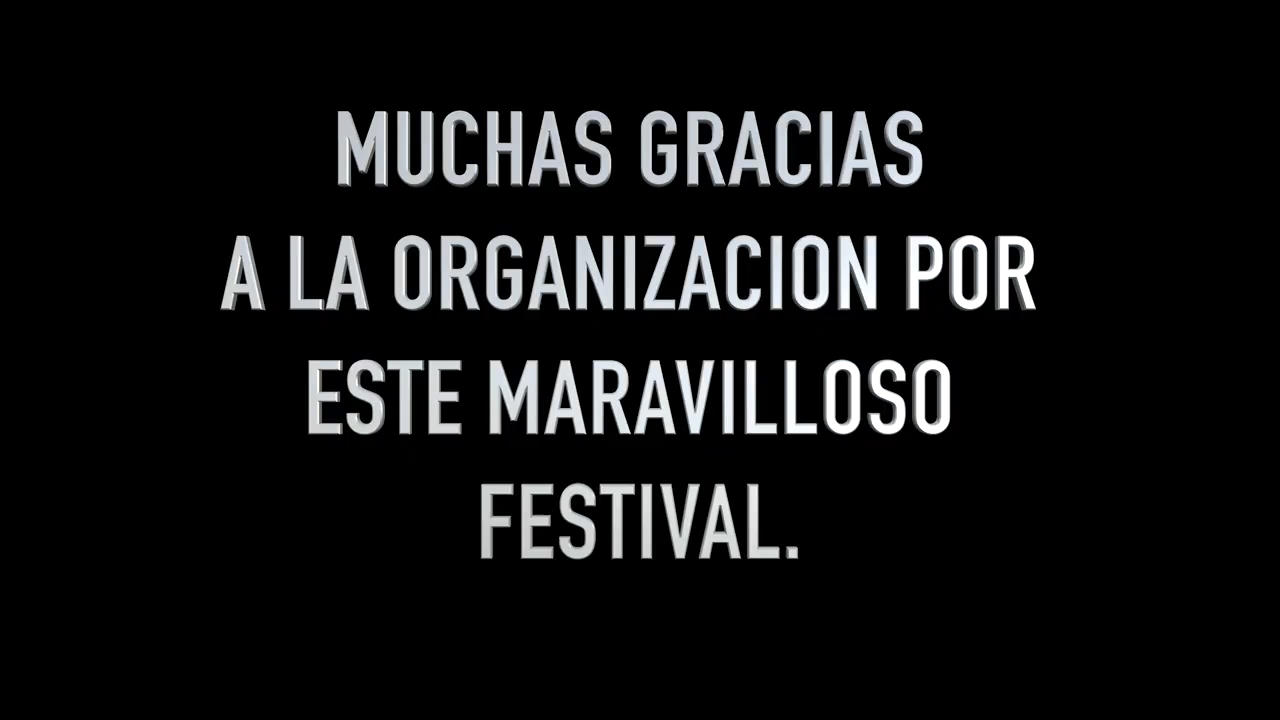 MUCHAS GRACIAS
A LA ORGANIZACION POR
ESTE MARAVILLOSO
FESTIVAL.